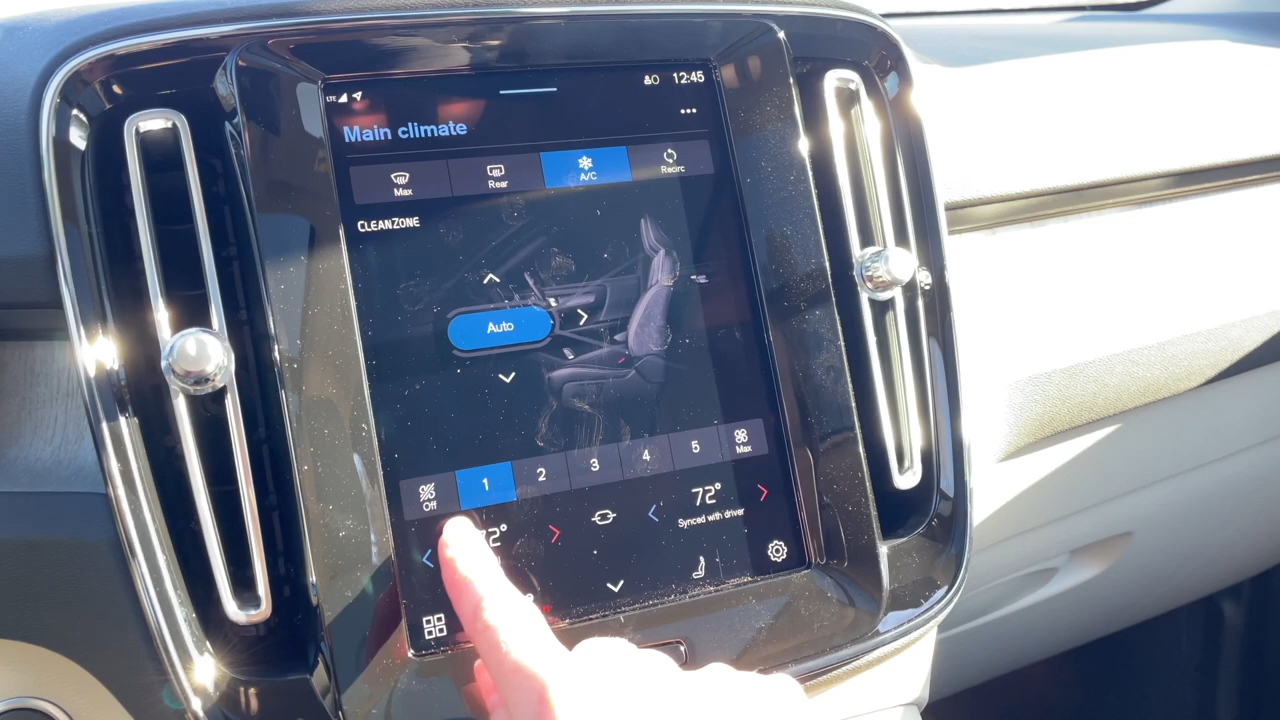 LTE 12:45
Main climate
Max Rear A/C Recirc
CLEANZONE
Auto
Off 1 2 3 4 5 Max
72°
Synced with driver